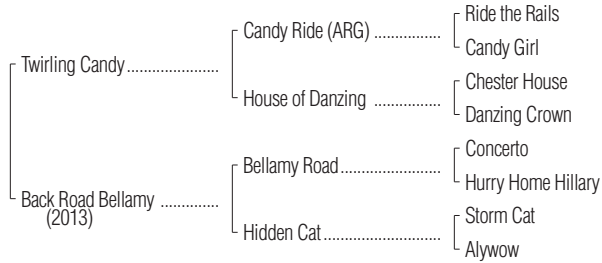 Ride the Rails
Candy Ride (ARG) ................
Candy Girl
Twirling Candy ......................
Chester House
House of Danzing ................
Danzing Crown
Concerto
Bellamy Road........................
Hurry Home Hillary
Back Road Bellamy ..............
(2013)
Storm Cat
Hidden Cat............................
Alywow